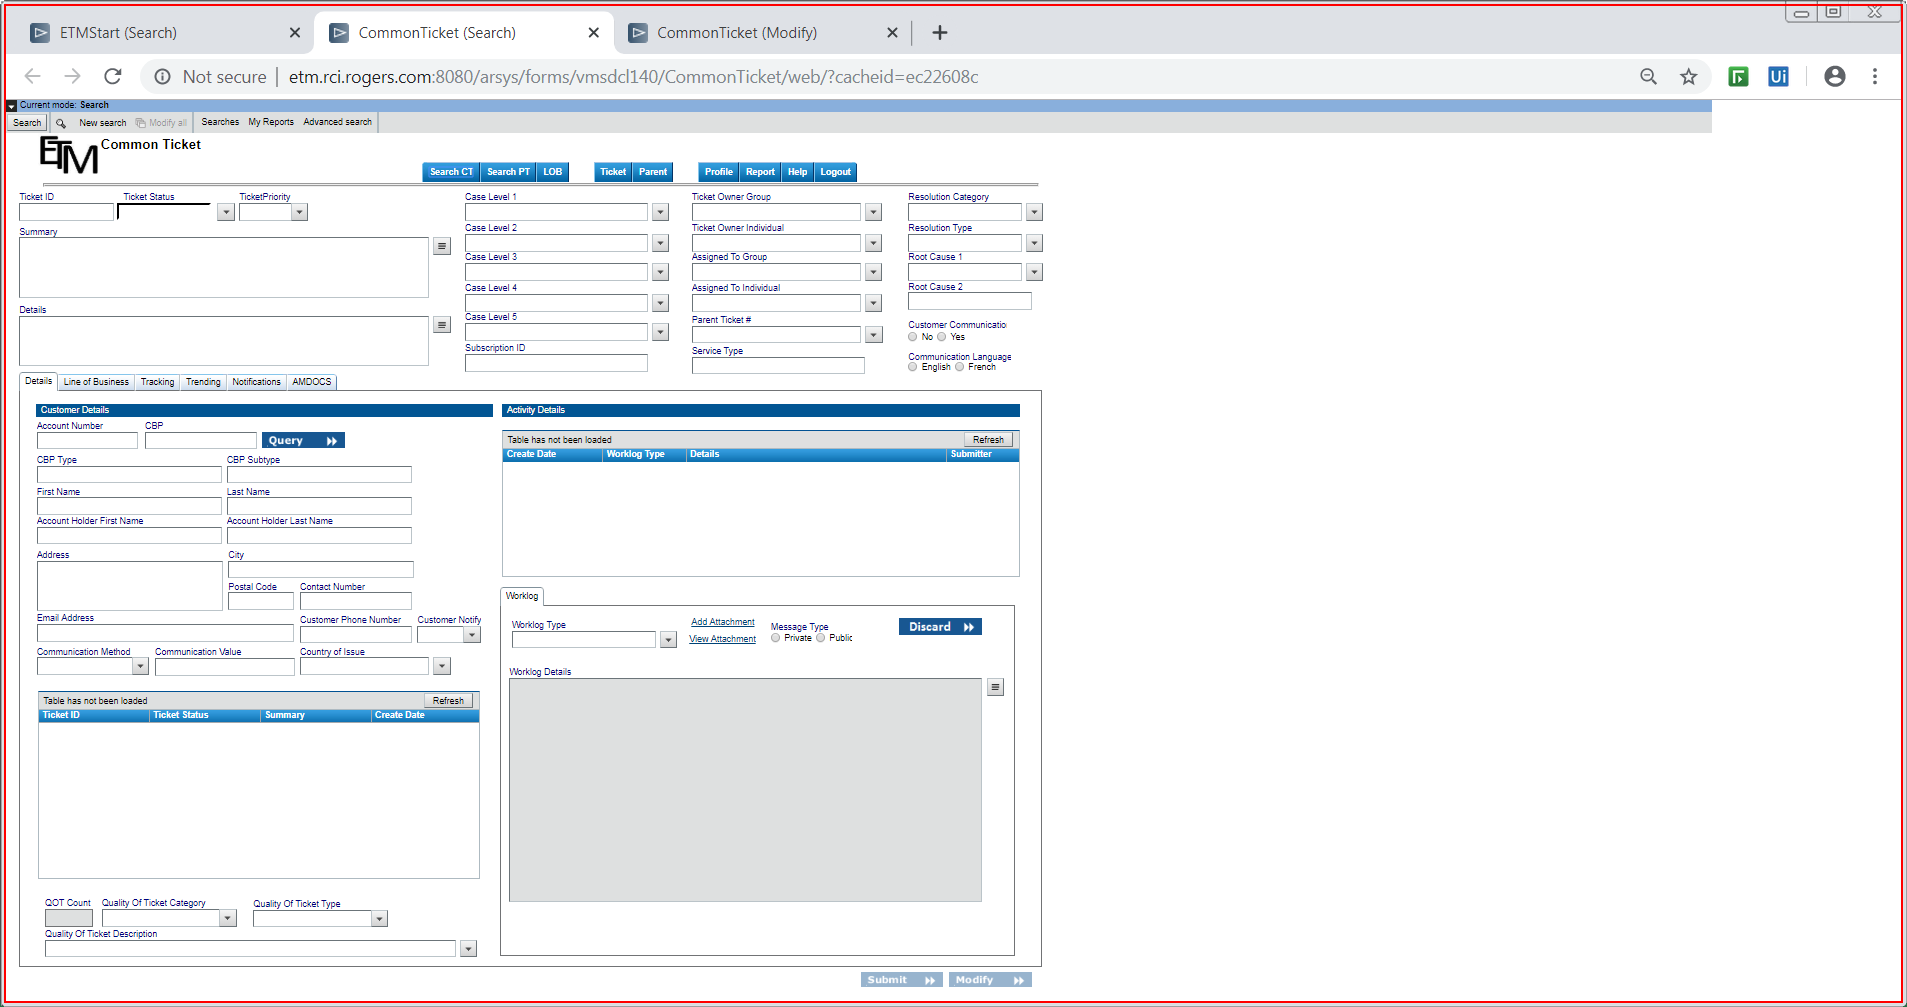 ETMStart (Search)
CommonTicket (Search)
CommonTicket (Modify)
Not secure
etm.rci.rogers.com:8080/arsys/forms/vmsdcl140/CommonTicket/web/?cacheid=ec22608c
Ui
Current mode: Search
Search
New search
Modify all
Searches
My Reports
Advanced search
ETM
Common Ticket
Search CT
Search PT
LOB
Ticket
Parent
Profile
Report
Help
Logout
Ticket ID
Ticket Status
TicketPriority
Summary
Details
Case Level 1
Case Level 2
Case Level 3
Case Level 4
Case Level 5
Subscription ID
Ticket Owner Group
Ticket Owner Individual
Assigned To Group
Assigned To Individual
Parent Ticket #
Service Type
Resolution Category
Resolution Type
Root Cause 1
Root Cause 2
Customer Communicatio
No
Yes
Communication Language
English
French
Details
Line of Business
Tracking
Trending
Notifications
AMDOCS
Customer Details
Account Number
CBP
Query
CBP Type
CBP Subtype
First Name
Last Name
Account Holder First Name
Account Holder Last Name
Address
City
Postal Code
Contact Number
Email Address
Customer Phone Number
Customer Notify
Communication Method
Communication Value
Country of Issue
Table has not been loaded
Refresh
Ticket ID
Ticket Status
Summary
Create Date
QOT Count
Quality Of Ticket Category
Quality Of Ticket Type
Quality Of Ticket Description
Activity Details
Table has not been loaded
Refresh
Create Date
Worklog Type
Details
Submitter
Worklog
Worklog Type
Add Attachment
View Attachment
Message Type
Private
Public
Discard
Worklog Details
Submit
Modify